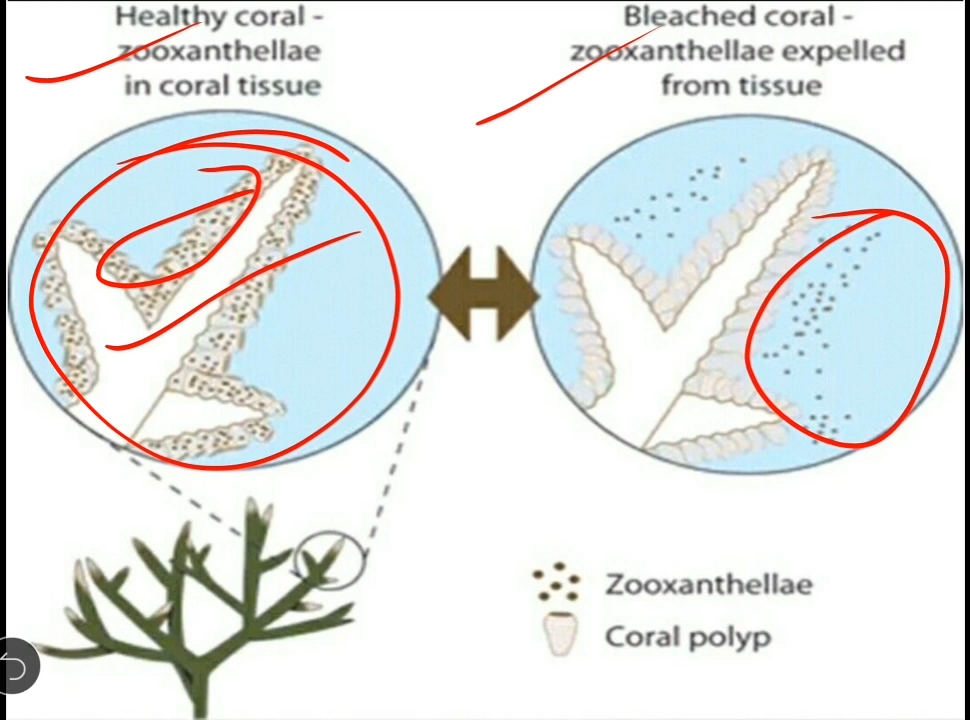 Healthy coral -
zooxanthellae
in coral tissue
Bleached coral -
zooxanthellae expelled
from tissue
Zooxanthellae
Coral polyp